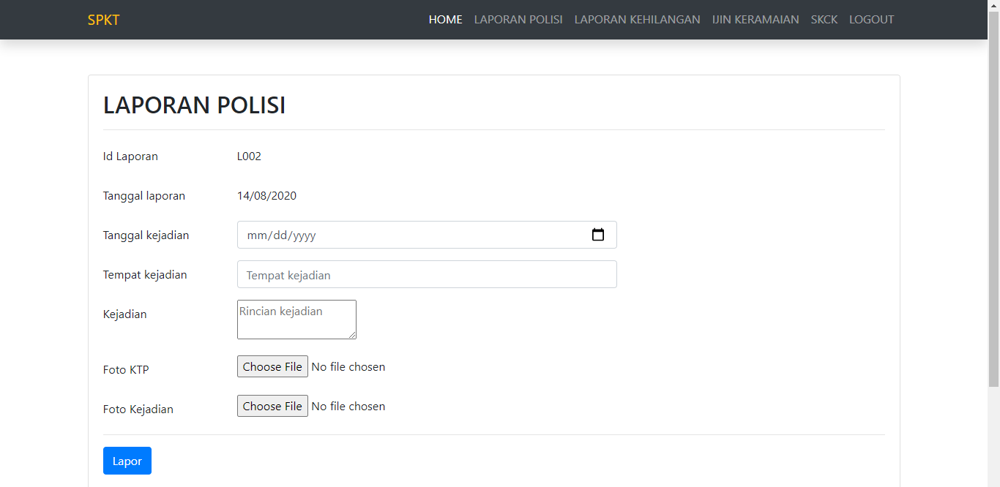 SPKT HOME LAPORAN POLISI LAPORAN KEHILANGAN IJIN KERAMAIAN SKCK LOGOUT
LAPORAN POLISI
Id Laporan L002
Tanggal laporan 14/08/2020
Tanggal kejadian mm/dd/yyyy
Tempat kejadian Tempat kejadian
Kejadian Rincian kejadian
Foto KTP Choose File No file chosen
Foto Kejadian Choose File No file chosen
Lapor